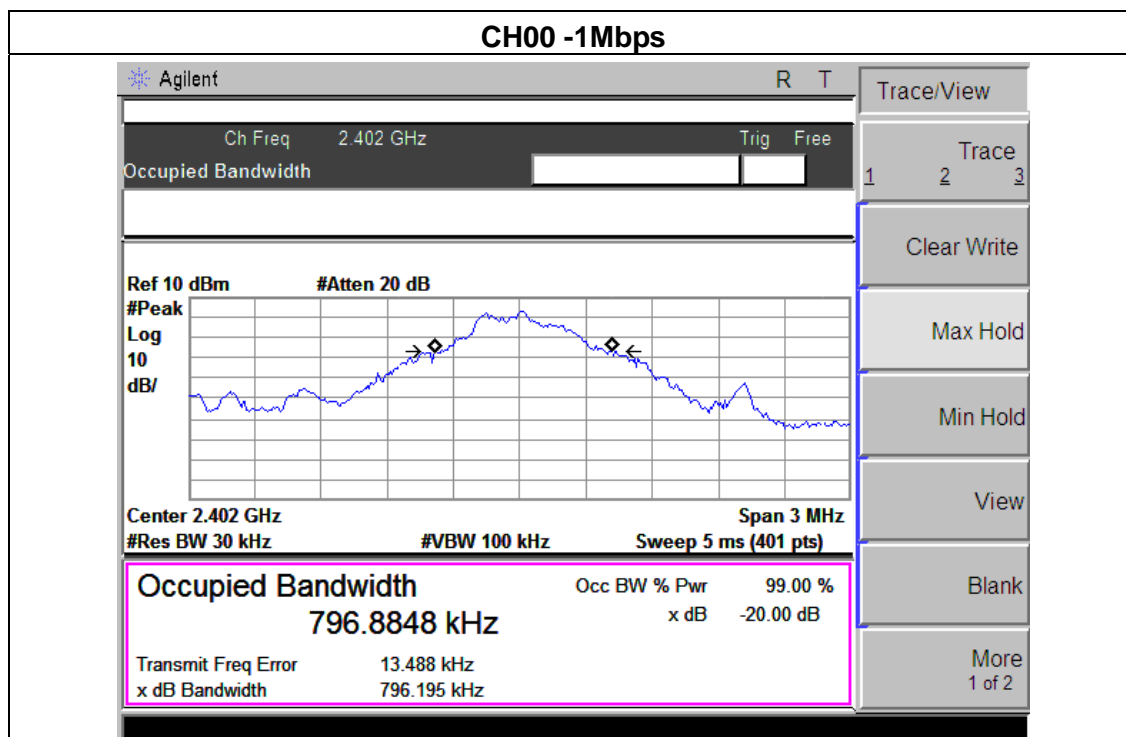 CH00 -1Mbps
Agilent R T
Trace/View
Ch Freq 2.402 GHz Trig Free
Occupied Bandwidth
Trace
1 2 3
Clear Write
Ref 10 dBm #Atten 20 dB
#Peak
Log
10
dB/
Max Hold
Min Hold
View
Center 2.402 GHz Span 3 MHz
#Res BW 30 kHz #VBW 100 kHz Sweep 5 ms (401 pts)
Occupied Bandwidth Occ BW % Pwr 99.00 %
796.8848 kHz x dB -20.00 dB
Blank
Transmit Freq Error 13.488 kHz
x dB Bandwidth 796.195 kHz
More
1 of 2